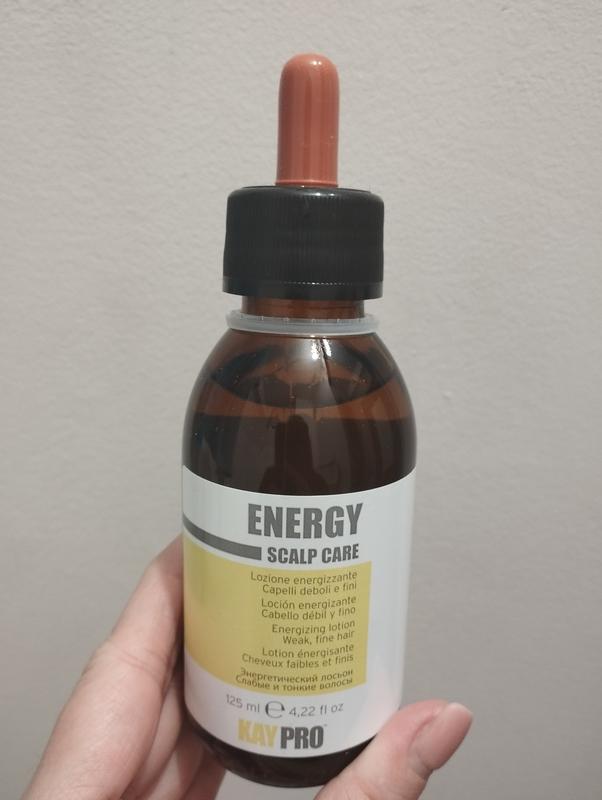 ENERGY
SCALP CARE
Lozione energizzante
Capelli deboli e fini
Loción energizante
Cabello débil y fino
Energizing lotion
Weak, fine hair
Lotion énergisante
Cheveux faibles et finis
Энергетический лосьон
Слабые и тонкие волосы
125 ml ℮ 4,22 fl oz
KAYPRO™